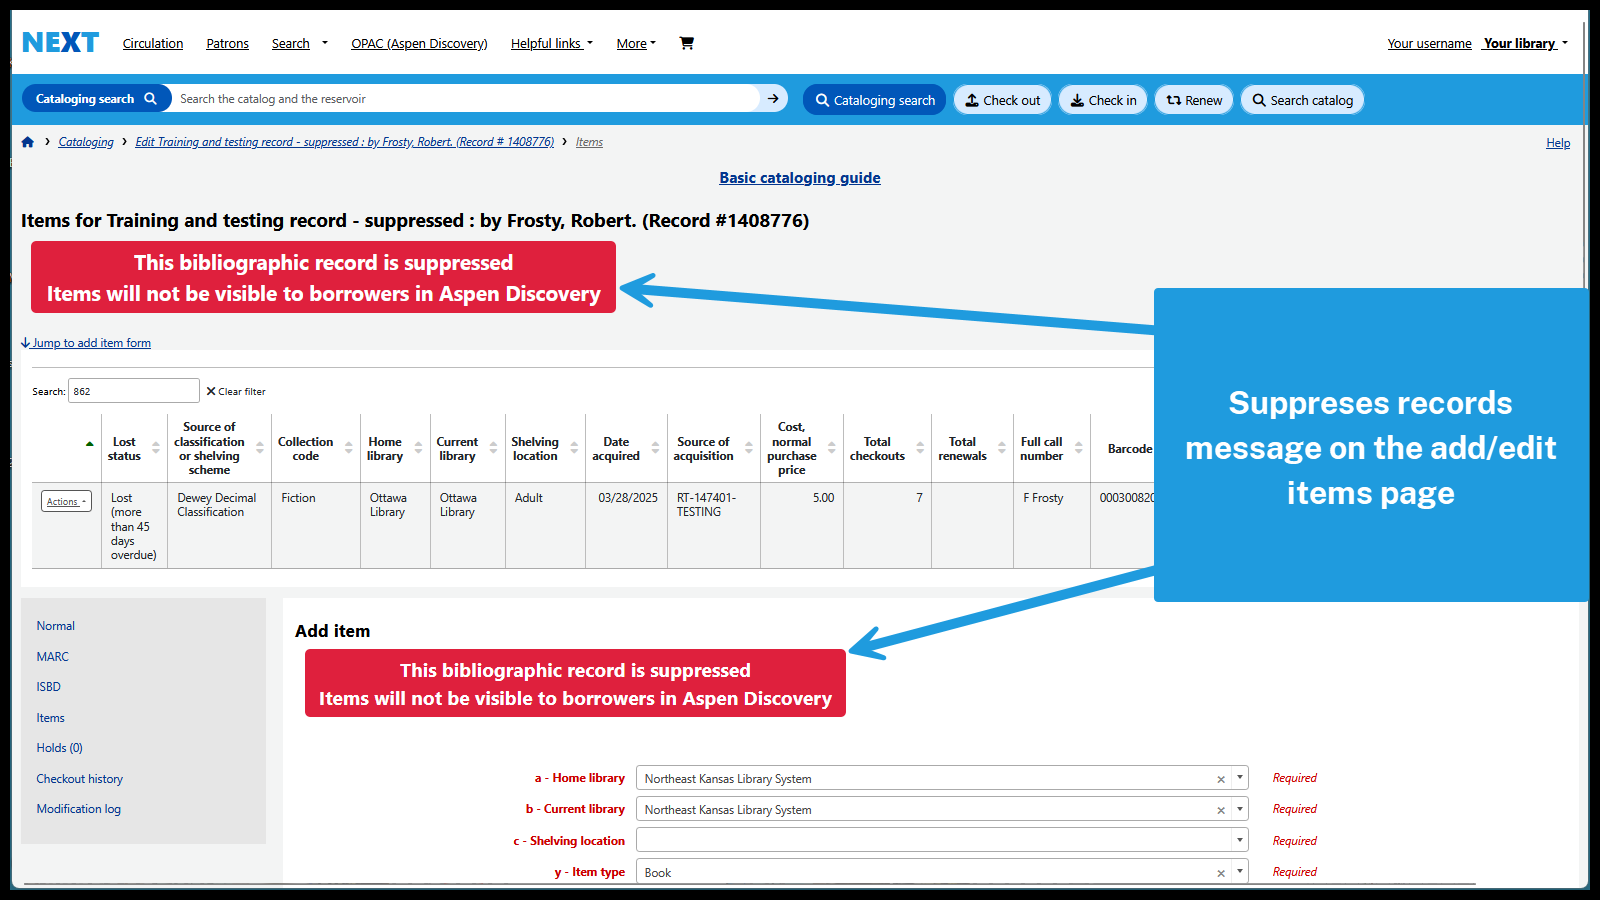 NEXT Circulation Patrons Search OPAC (Aspen Discovery) Helpful links More Your username Your library
Cataloging search Search the catalog and the reservoir Cataloging search Check out Check in Renew Search catalog
Cataloging Edit Training and testing record - suppressed : by Frosty, Robert. (Record # 1408776) Items Help
Basic cataloging guide
Items for Training and testing record - suppressed : by Frosty, Robert. (Record #1408776)
This bibliographic record is suppressed
Items will not be visible to borrowers in Aspen Discovery
Suppreses records
message on the add/edit
items page
Jump to add item form
Search: 862 Clear filter
Lost status Source of classification or shelving scheme Collection code Home library Current library Shelving location Date acquired Source of acquisition Cost, normal purchase price Total checkouts Total renewals Full call number Barcode
Actions Lost (more than 45 days overdue) Dewey Decimal Classification Fiction Ottawa Library Ottawa Library Adult 03/28/2025 RT-147401-TESTING 5.00 7 F Frosty 000300820
Normal
MARC
ISBD
Items
Holds (0)
Checkout history
Modification log
Add item
This bibliographic record is suppressed
Items will not be visible to borrowers in Aspen Discovery
a - Home library Northeast Kansas Library System Required
b - Current library Northeast Kansas Library System Required
c - Shelving location Required
y - Item type Book Required